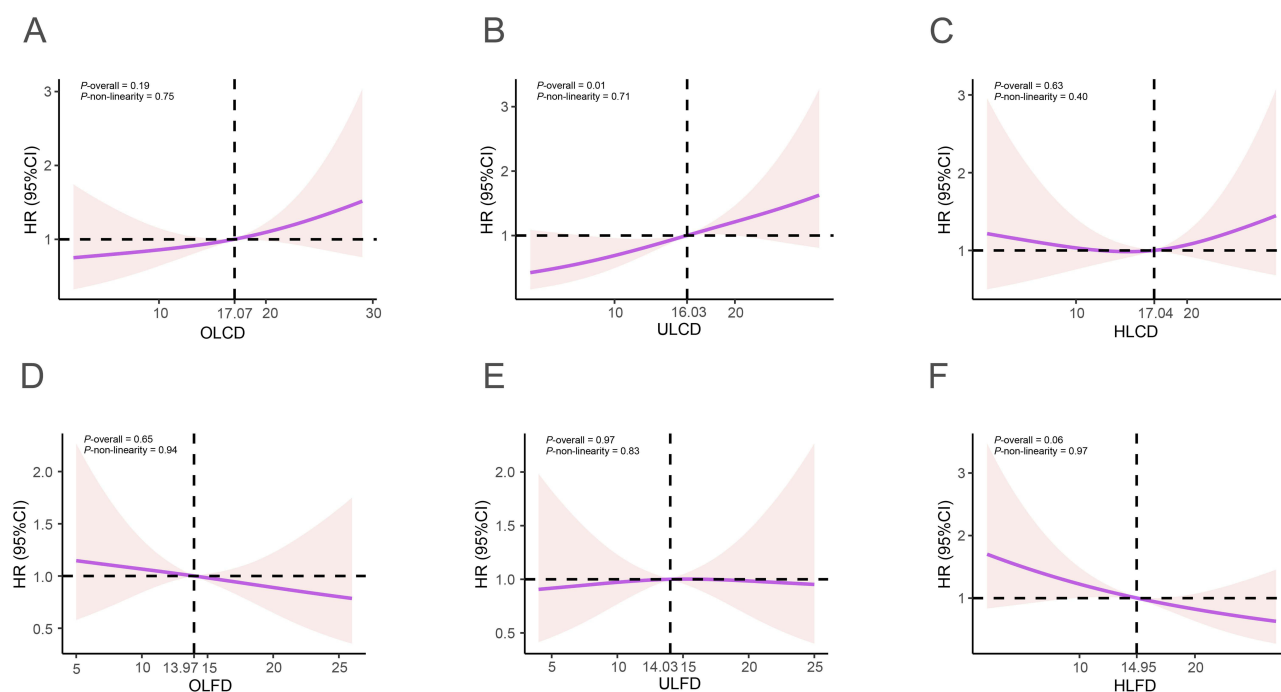 A
P-overall = 0.19
P-non-linearity = 0.75
HR (95%CI)
3
2
1
10
17.07
20
30
OLCD
B
P-overall = 0.01
P-non-linearity = 0.71
HR (95%CI)
3
2
1
10
16.03
20
ULCD
C
P-overall = 0.63
P-non-linearity = 0.40
HR (95%CI)
3
2
1
10
17.04
20
HLCD
D
P-overall = 0.65
P-non-linearity = 0.94
HR (95%CI)
2.0
1.5
1.0
0.5
5
10
13.97
15
20
25
OLFD
E
P-overall = 0.97
P-non-linearity = 0.83
HR (95%CI)
2.0
1.5
1.0
0.5
5
10
14.03
15
20
25
ULFD
F
P-overall = 0.06
P-non-linearity = 0.97
HR (95%CI)
3
2
1
10
14.95
20
HLFD